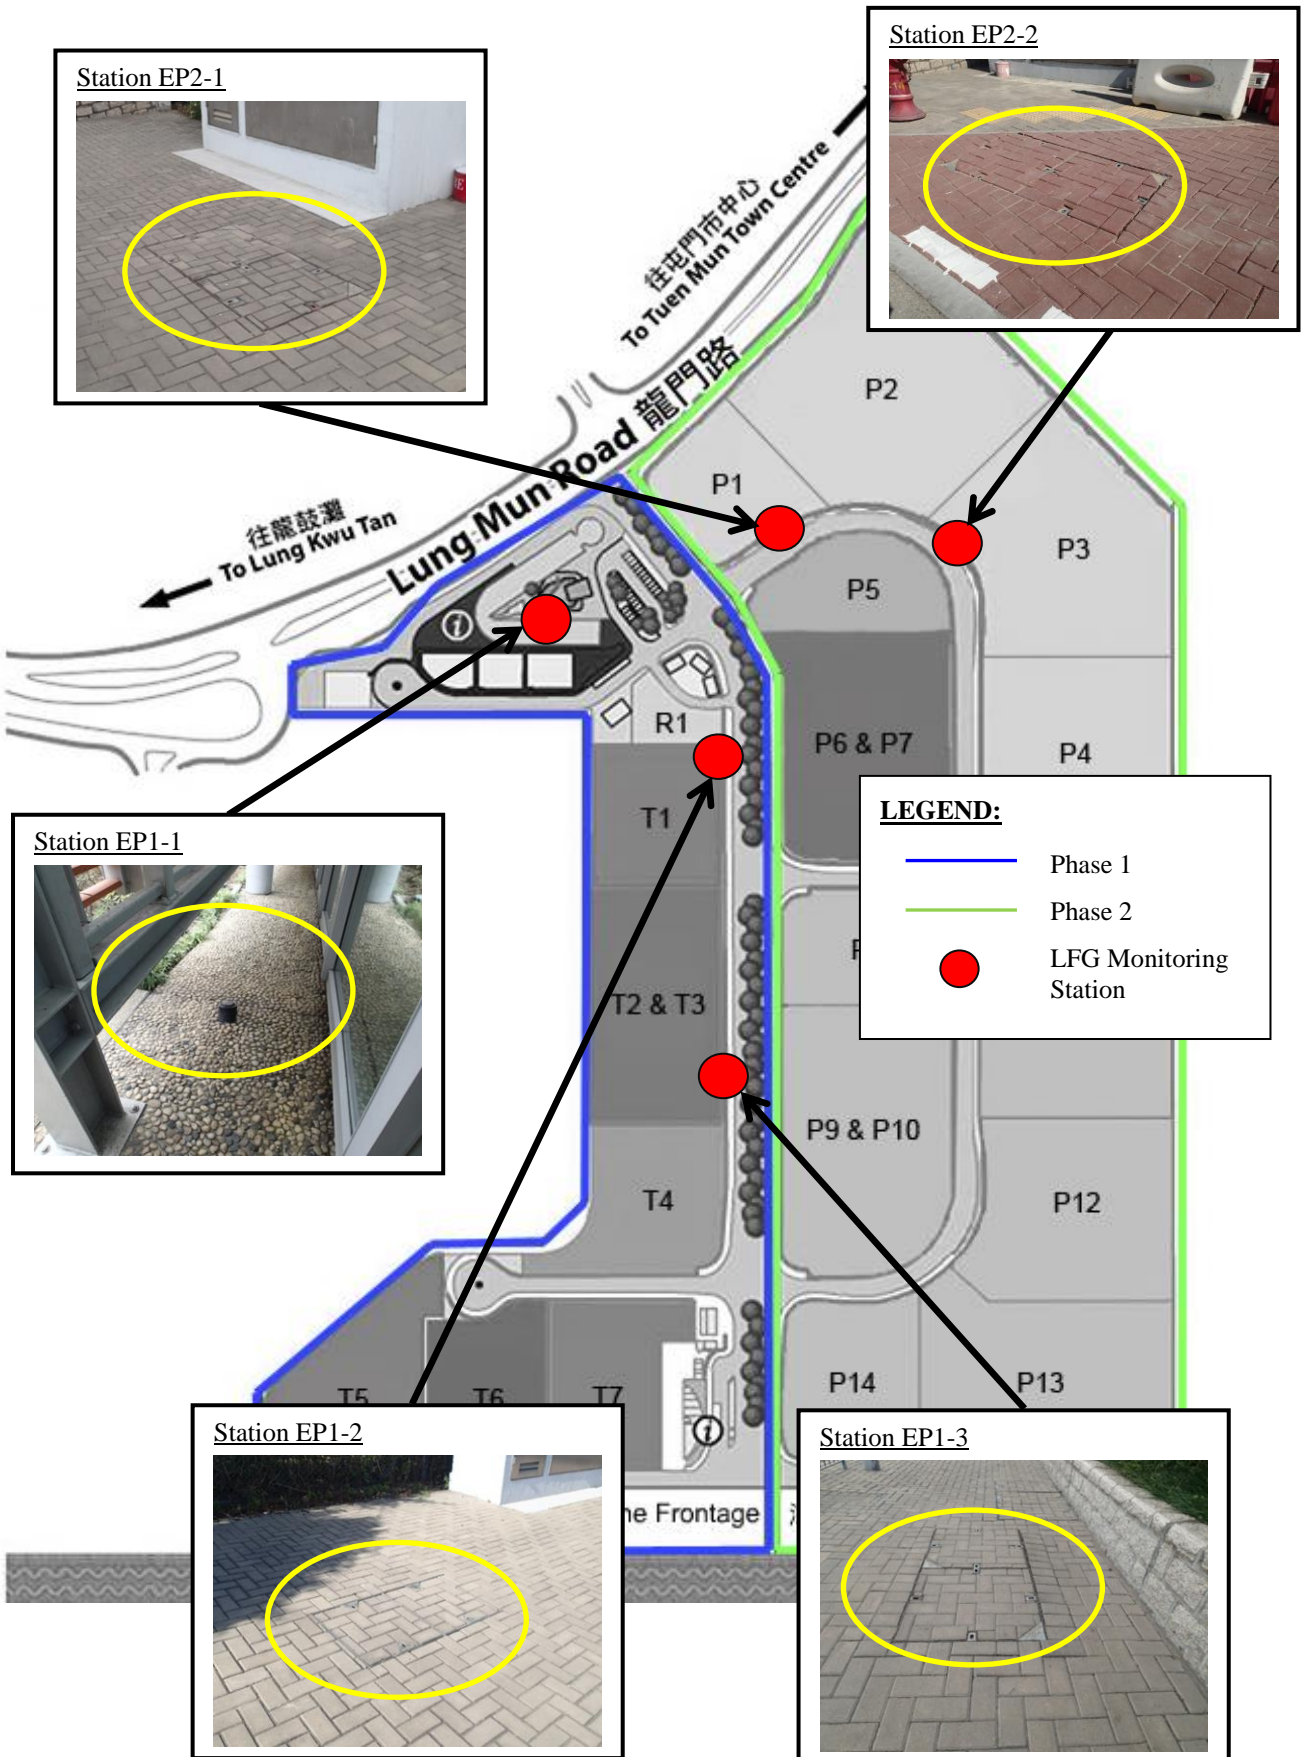 Station EP2-1
Station EP2-2
往屯門市中心
To Tuen Mun Town Centre
Lung Mun Road 龍門路
往龍鼓灘
To Lung Kwu Tan
P2
P1
P3
P5
R1
P6 & P7
P4
T1
Station EP1-1
LEGEND:
Phase 1
Phase 2
LFG Monitoring
Station
T2 & T3
P9 & P10
T4
P12
T5
T6
T7
P14
P13
Station EP1-2
Station EP1-3
ne Frontage